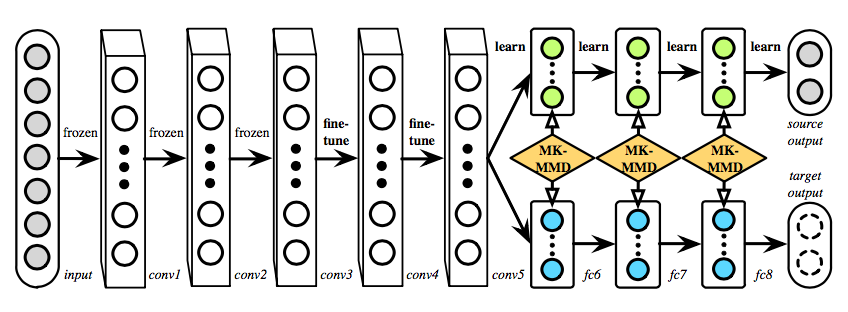 frozen
frozen
frozen
fine-
tune
fine-
tune
learn
learn
learn
learn
MK-
MMD
MK-
MMD
MK-
MMD
source
output
target
output
input
conv1
conv2
conv3
conv4
conv5
fc6
fc7
fc8